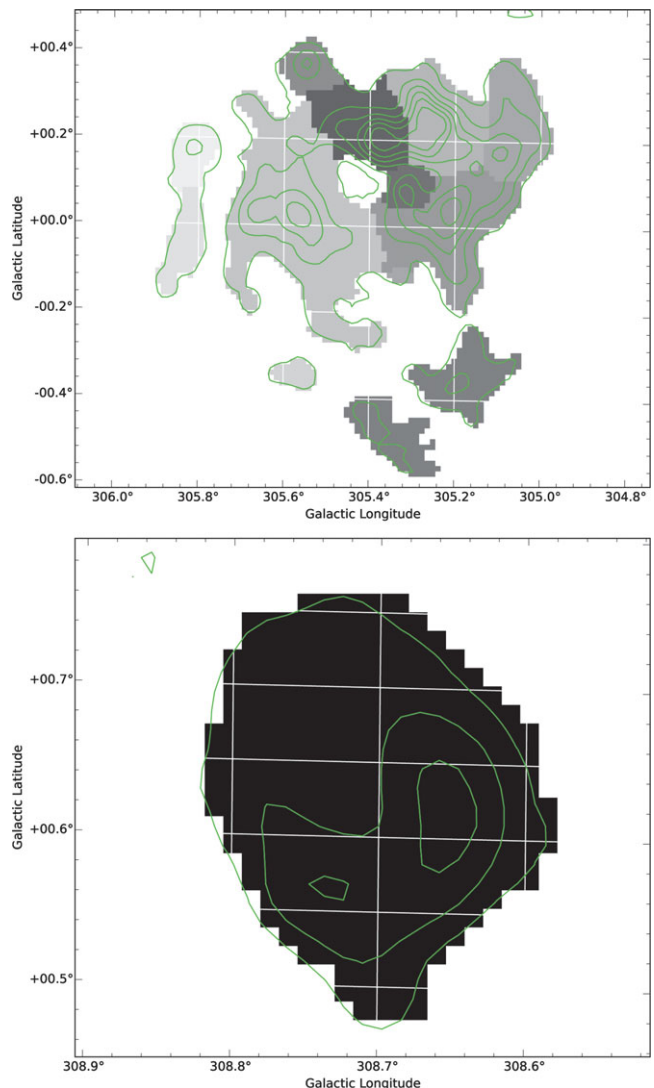 +00.4°
+00.2°
+00.0°
-00.2°
-00.4°
-00.6°
Galactic Latitude
306.0° 305.8° 305.6° 305.4° 305.2° 305.0° 304.8°
Galactic Longitude
+00.7°
+00.6°
+00.5°
Galactic Latitude
308.9° 308.8° 308.7° 308.6°
Galactic Longitude